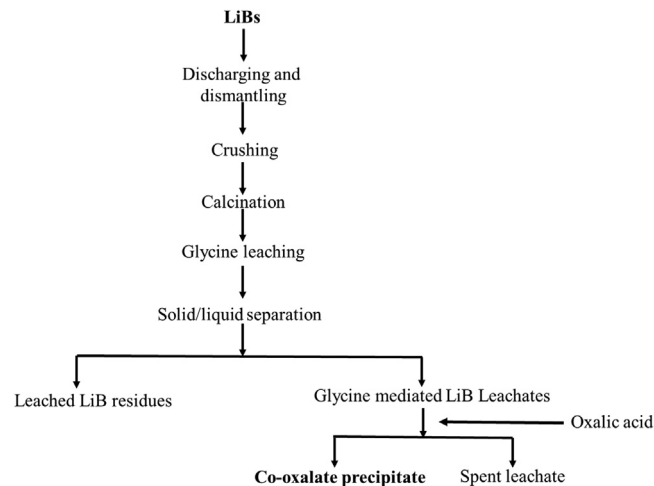 LiBs
Discharging and
dismantling
Crushing
Calcination
Glycine leaching
Solid/liquid separation
Leached LiB residues
Glycine mediated LiB Leachates
Oxalic acid
Co-oxalate precipitate
Spent leachate